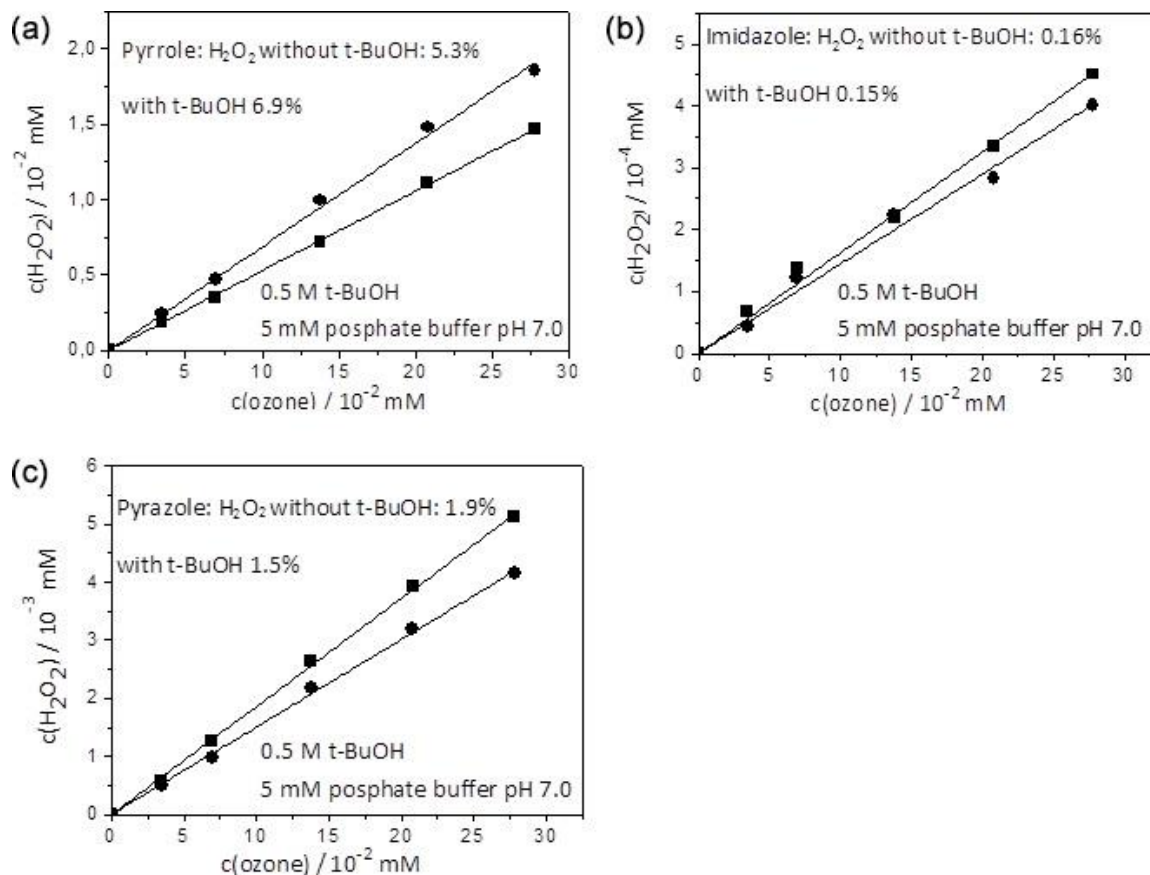 (a)
Pyrrole: H₂O₂ without t-BuOH: 5.3%
with t-BuOH 6.9%
0.5 M t-BuOH
5 mM posphate buffer pH 7.0
c(H₂O₂) / 10⁻² mM
2,0
1,5
1,0
0,5
0,0
0 5 10 15 20 25 30
c(ozone) / 10⁻² mM
(b)
Imidazole: H₂O₂ without t-BuOH: 0.16%
with t-BuOH 0.15%
0.5 M t-BuOH
5 mM posphate buffer pH 7.0
c(H₂O₂) / 10⁻⁴ mM
5
4
3
2
1
0
0 5 10 15 20 25 30
c(ozone) / 10⁻² mM
(c)
Pyrazole: H₂O₂ without t-BuOH: 1.9%
with t-BuOH 1.5%
0.5 M t-BuOH
5 mM posphate buffer pH 7.0
c(H₂O₂) / 10⁻³ mM
6
5
4
3
2
1
0
0 5 10 15 20 25 30
c(ozone) / 10⁻² mM